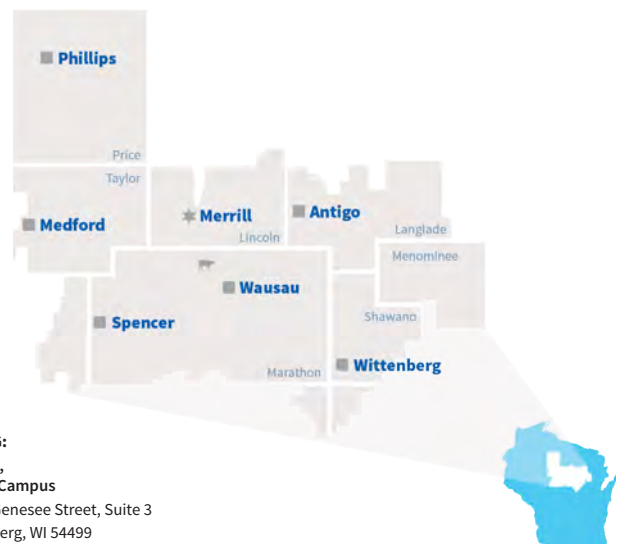 Phillips
Price
Taylor
Medford
Merrill
Lincoln
Antigo
Langlade
Menominee
Wausau
Spencer
Marathon
Shawano
Wittenberg
:
,
Campus
enesee Street, Suite 3
erg, WI 54499